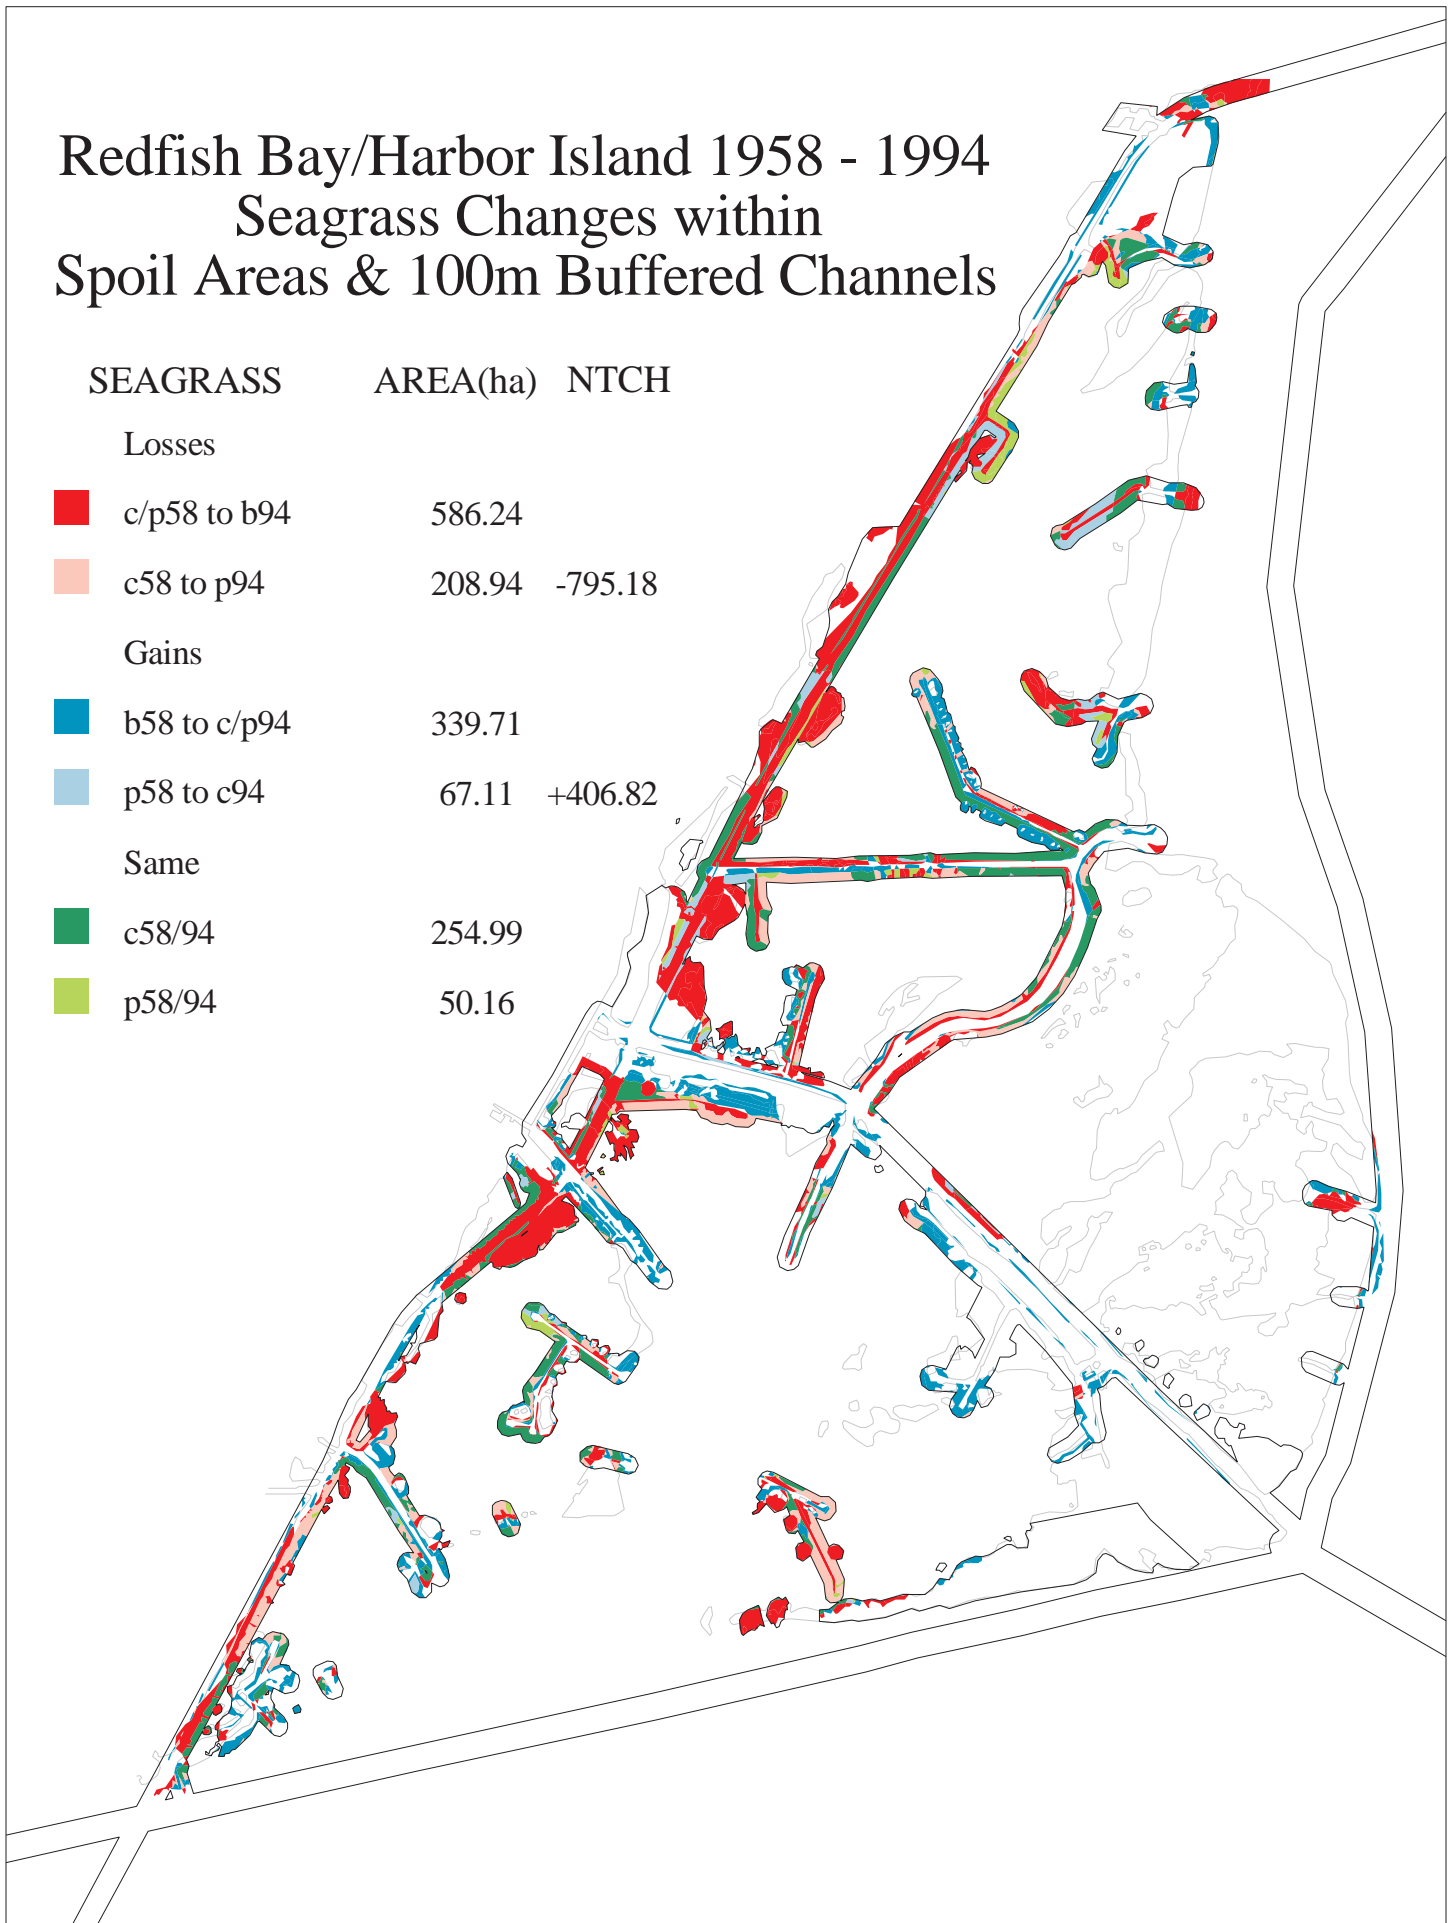 Redfish Bay/Harbor Island 1958 - 1994
Seagrass Changes within
Spoil Areas & 100m Buffered Channels
SEAGRASS AREA(ha) NTCH
Losses
c/p58 to b94 586.24
c58 to p94 208.94 -795.18
Gains
b58 to c/p94 339.71
p58 to c94 67.11 +406.82
Same
c58/94 254.99
p58/94 50.16